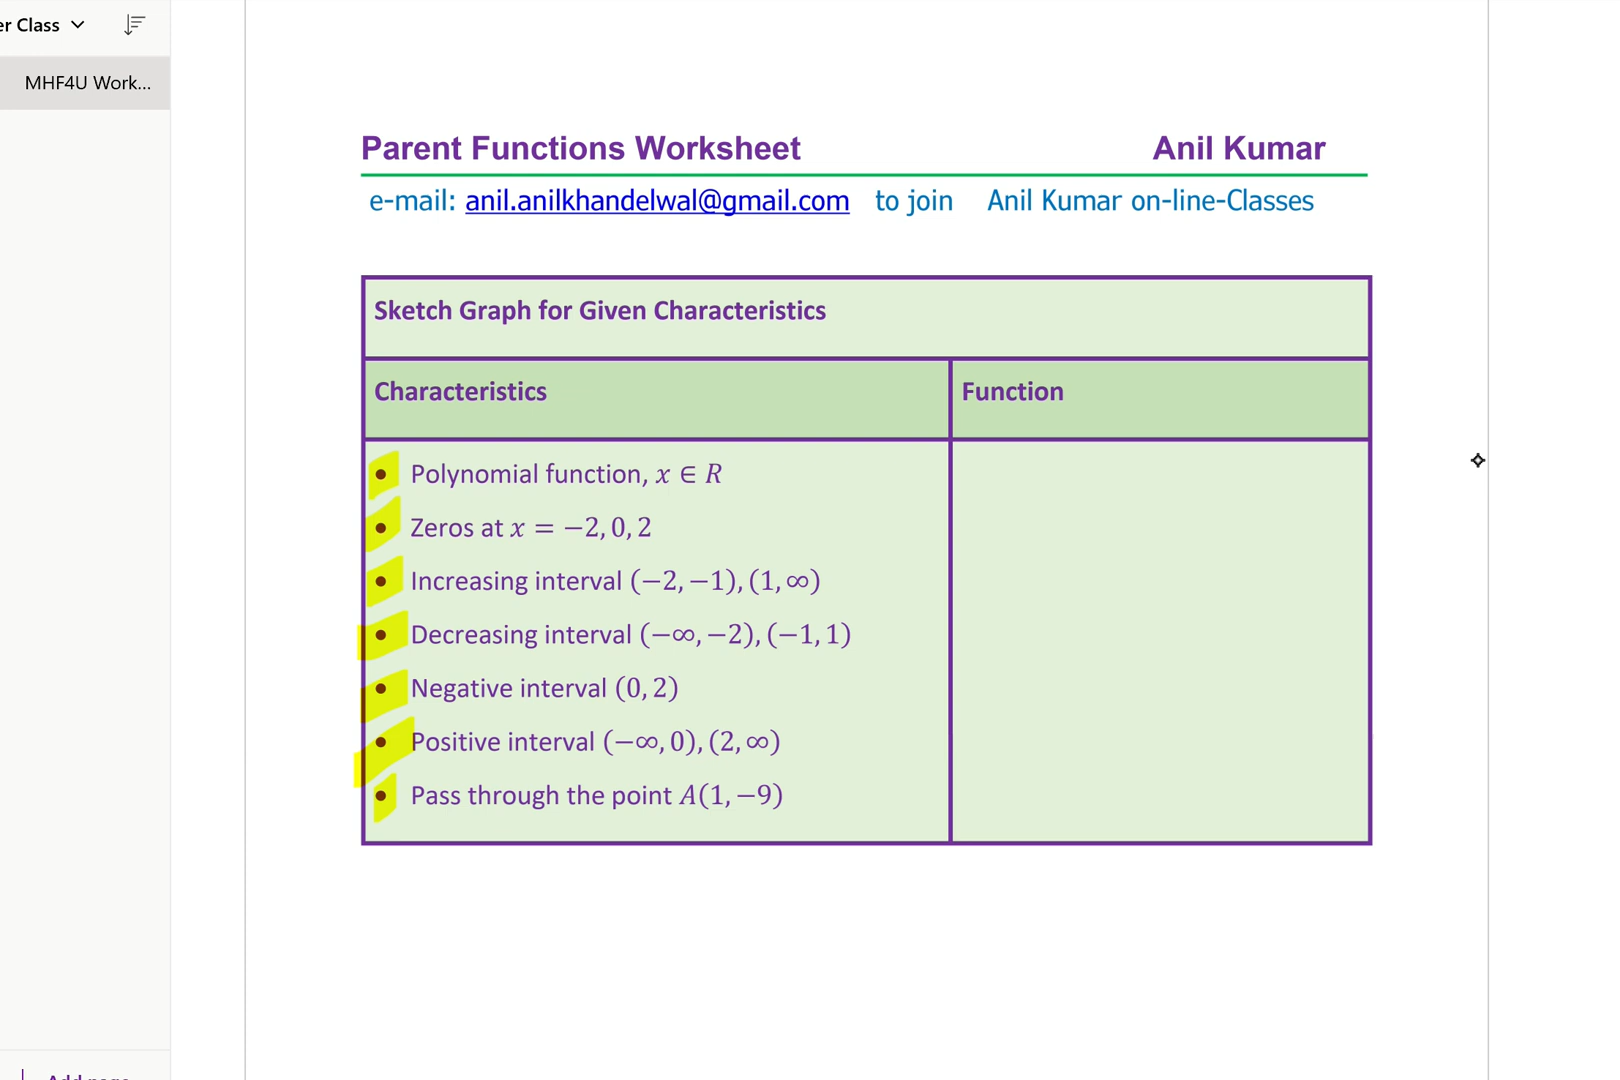 er Class
MHF4U Work...
Parent Functions Worksheet Anil Kumar
e-mail: anil.anilkhandelwal@gmail.com to join Anil Kumar on-line-Classes
Sketch Graph for Given Characteristics
Characteristics Function
• Polynomial function, x ∈ R
• Zeros at x = −2, 0, 2
• Increasing interval (−2, −1), (1, ∞)
• Decreasing interval (−∞, −2), (−1, 1)
• Negative interval (0, 2)
• Positive interval (−∞, 0), (2, ∞)
• Pass through the point A(1, −9)
Add page